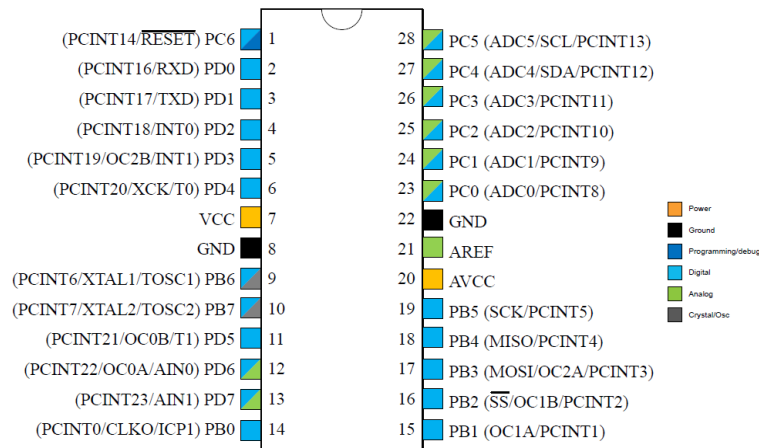 (PCINT14/RESET) PC6 1 28 PC5 (ADC5/SCL/PCINT13)
(PCINT16/RXD) PD0 2 27 PC4 (ADC4/SDA/PCINT12)
(PCINT17/TXD) PD1 3 26 PC3 (ADC3/PCINT11)
(PCINT18/INT0) PD2 4 25 PC2 (ADC2/PCINT10)
(PCINT19/OC2B/INT1) PD3 5 24 PC1 (ADC1/PCINT9)
(PCINT20/XCK/T0) PD4 6 23 PC0 (ADC0/PCINT8)
VCC 7 22 GND
GND 8 21 AREF
(PCINT6/XTAL1/TOSC1) PB6 9 20 AVCC
(PCINT7/XTAL2/TOSC2) PB7 10 19 PB5 (SCK/PCINT5)
(PCINT21/OC0B/T1) PD5 11 18 PB4 (MISO/PCINT4)
(PCINT22/OC0A/AIN0) PD6 12 17 PB3 (MOSI/OC2A/PCINT3)
(PCINT23/AIN1) PD7 13 16 PB2 (SS/OC1B/PCINT2)
(PCINT0/CLKO/ICP1) PB0 14 15 PB1 (OC1A/PCINT1)
Power
Ground
Programming/debug
Digital
Analog
Crystal/Osc